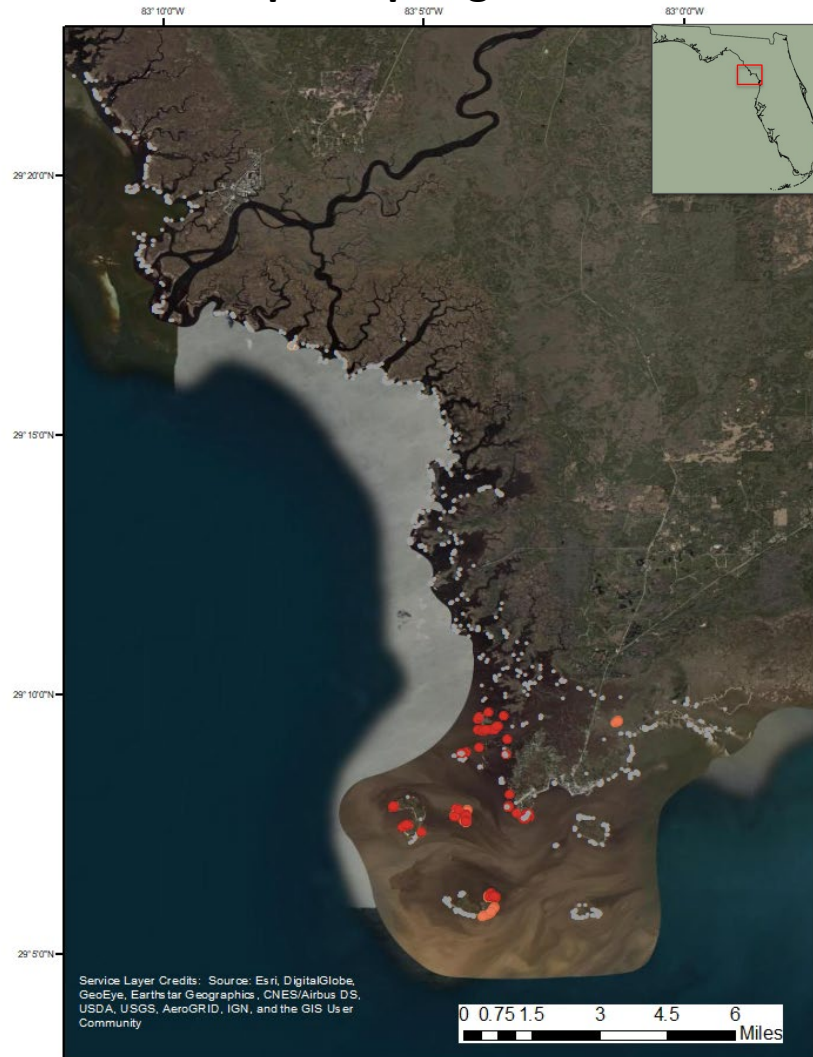 83° 10'0"W
83° 5'0"W
83° 0'0"W
29° 20'0"N
29° 15'0"N
29° 10'0"N
29° 5'0"N
Service Layer Credits: Source: Esri, DigitalGlobe,
GeoEye, Earthstar Geographics, CNES/Airbus DS,
USDA, USGS, AeroGRID, IGN, and the GIS User
Community
0 0.75 1.5 3 4.5 6
Miles